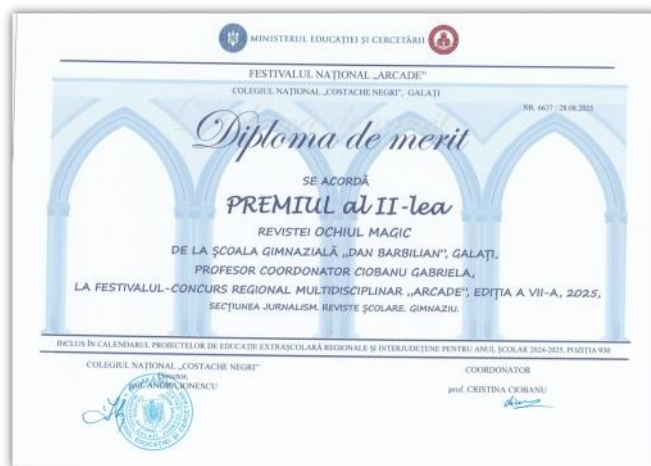 MINISTERUL EDUCAȚIEI ȘI CERCETĂRII
FESTIVALUL NAȚIONAL „ARCADE”
COLEGIUL NAȚIONAL „COSTACHE NEGRI”, GALAȚI
NR. 6637 / 28.08.2025
Diploma de merit
SE ACORDĂ
PREMIUL al II-lea
REVISTEI OCHIUL MAGIC
DE LA ȘCOALA GIMNAZIALĂ „DAN BARBILIAN”, GALAȚI,
PROFESOR COORDONATOR CIOBANU GABRIELA,
LA FESTIVALUL-CONCURS REGIONAL MULTIDISCIPLINAR „ARCADE”, EDIȚIA A VII-A, 2025,
SECȚIUNEA JURNALISM. REVISTE ȘCOLARE. GIMNAZIU.
INCLUS ÎN CALENDARUL PROIECTELOR DE EDUCAȚIE EXTRAȘCOLARĂ REGIONALE ȘI INTERJUDEȚENE PENTRU ANUL ȘCOLAR 2024-2025, POZIȚIA 930
COLEGIUL NAȚIONAL „COSTACHE NEGRI”
Director,
prof. ANDRA IONESCU
COORDONATOR
prof. CRISTINA CIOBANU